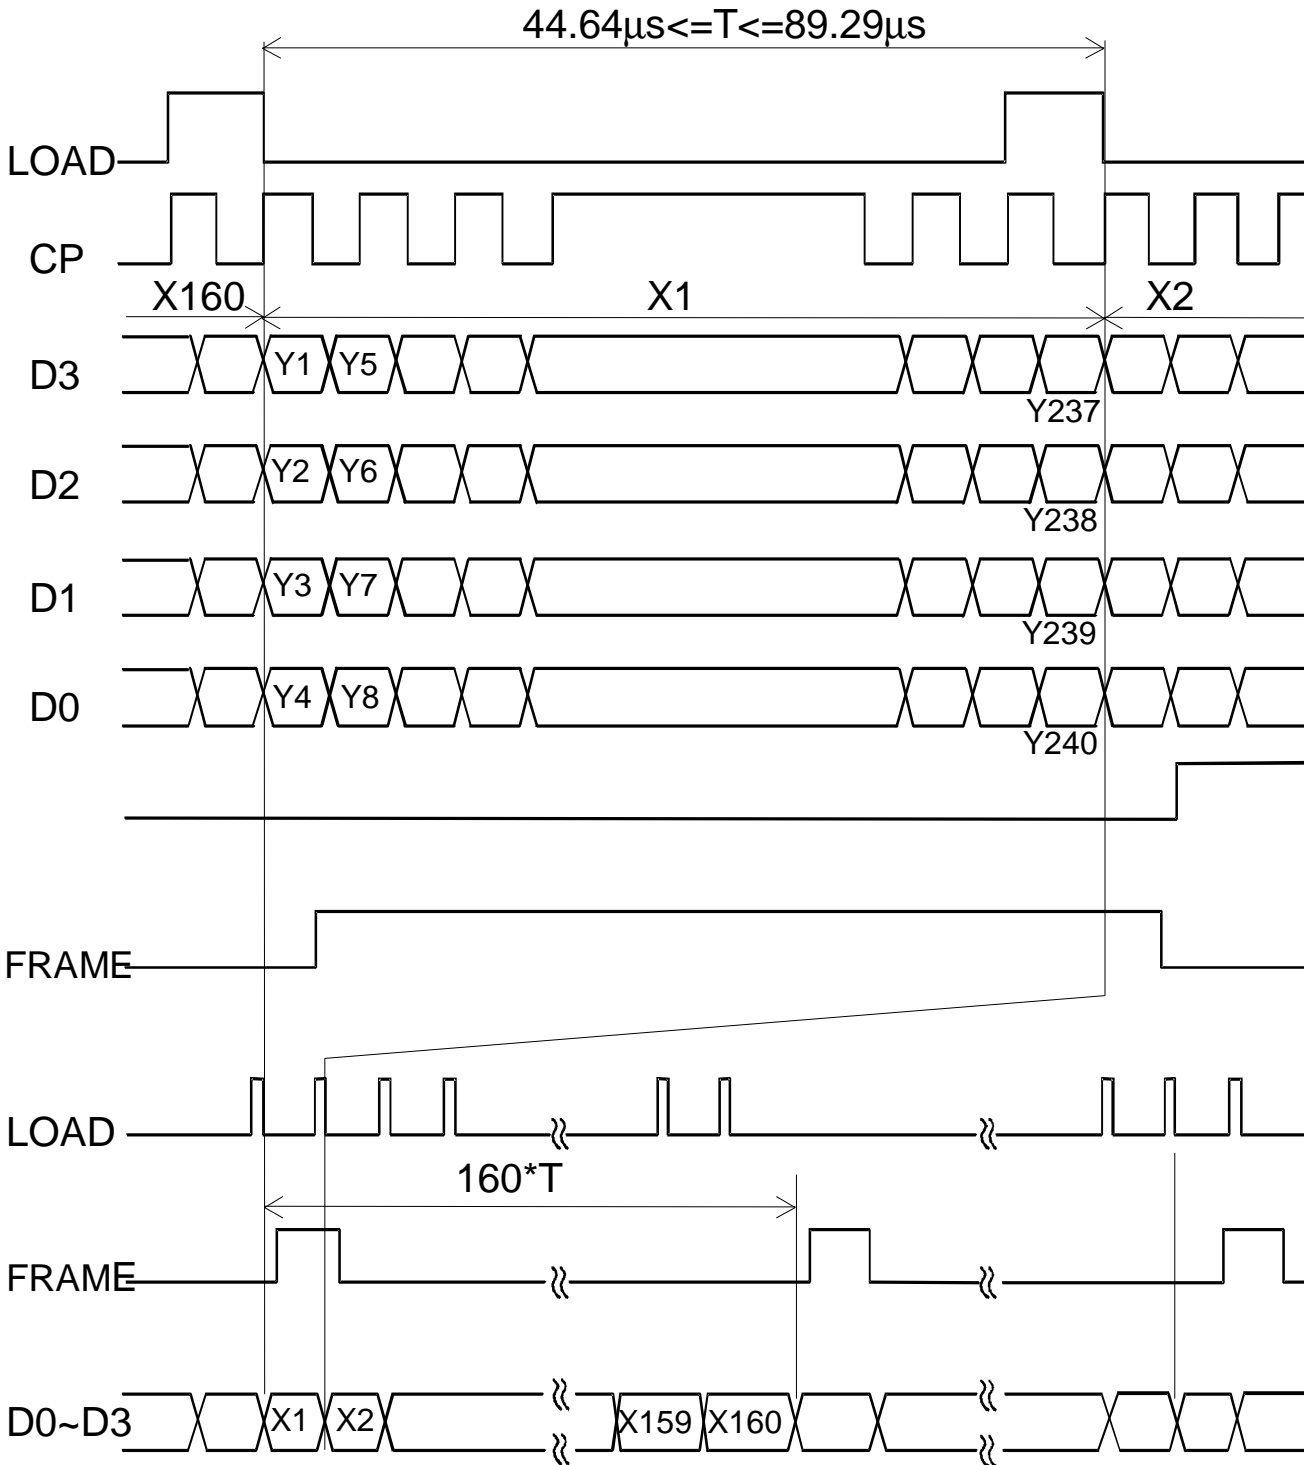 44.64μs<=T<=89.29μs
LOAD
CP
X160 X1 X2
D3 Y1 Y5
Y237
D2 Y2 Y6
Y238
D1 Y3 Y7
Y239
D0 Y4 Y8
Y240
FRAME
LOAD
160*T
FRAME
D0~D3 X1 X2 X159 X160